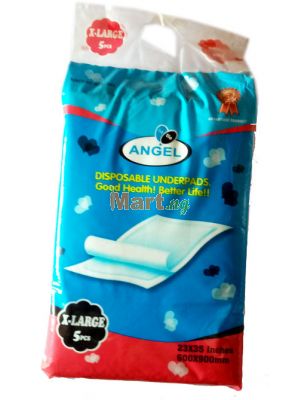 X-LARGE
5PCS
ANGEL
DISPOSABLE UNDERPADS.
Good Health! Better Life!!
Mart.ng
X-LARGE
5PCS
23X35 Inches
600X900mm